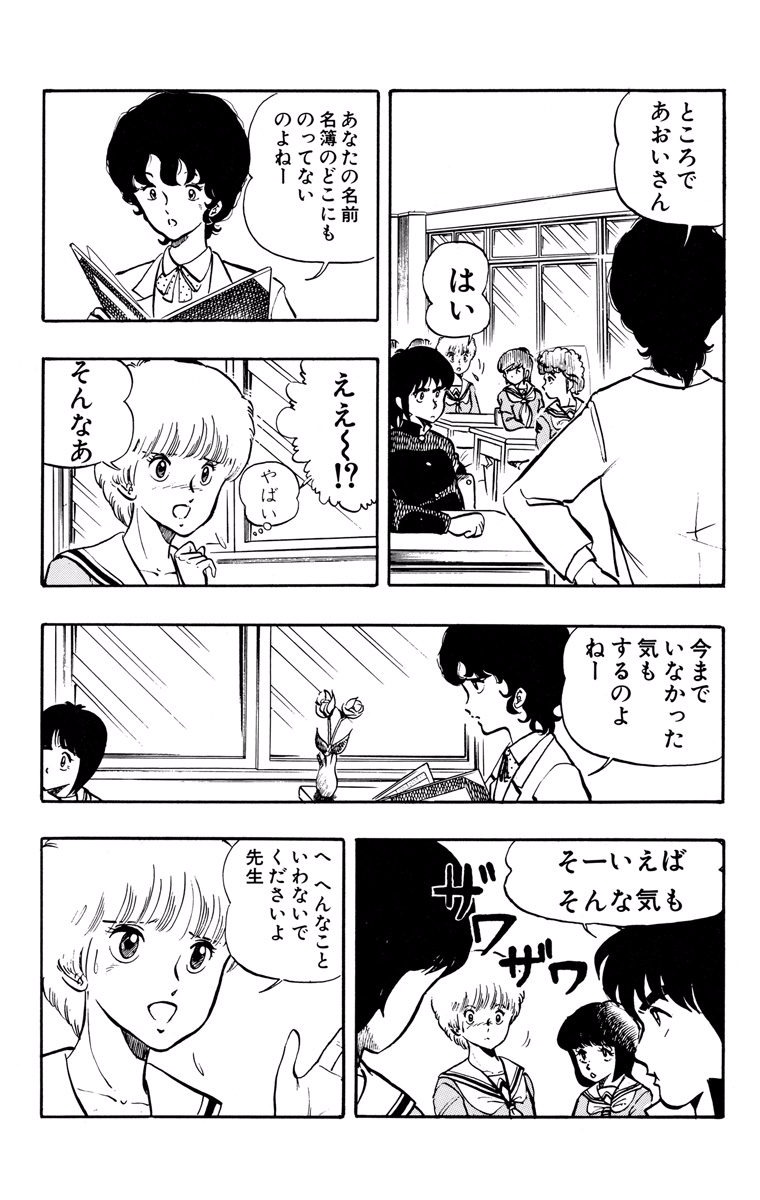 ところで
あおいさん
はい
あなたの名前
名簿のどこにも
のってない
のよねー
ええ〜!?
やばい
そんなあ
今まで
いなかった
気も
するのよ
ねー
そーいえば
そんな気も
ザワ
ザワ
へ へんなこと
いわないで
くださいよ
先生